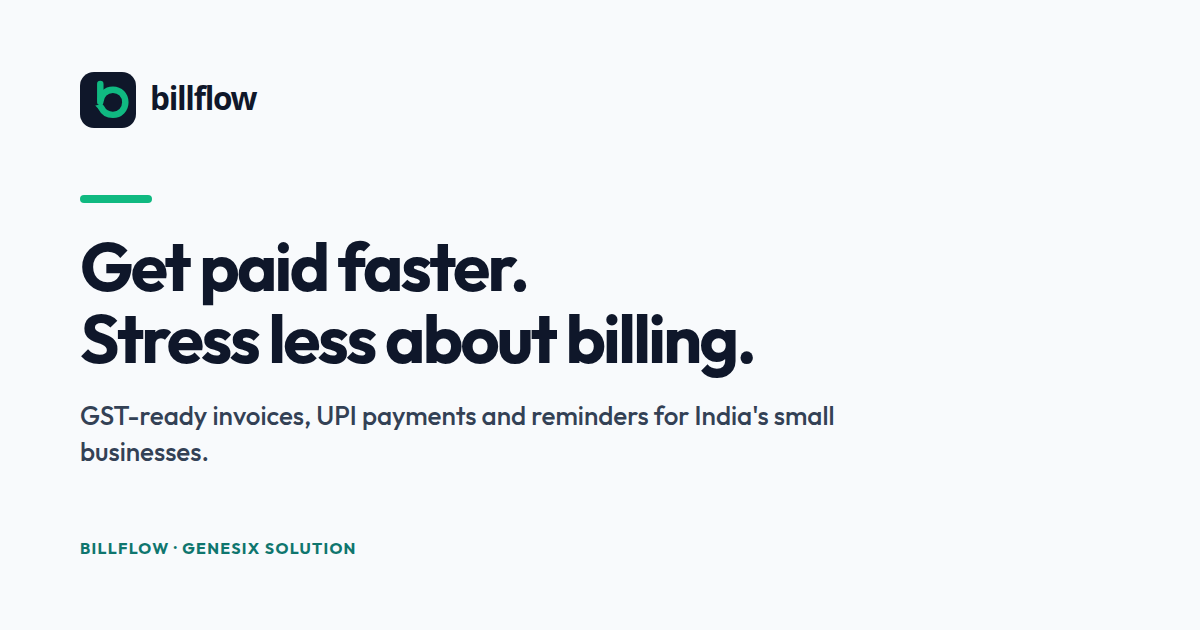 billflow
Get paid faster.
Stress less about billing.
GST-ready invoices, UPI payments and reminders for India's small
businesses.
BILLFLOW · GENESIX SOLUTION